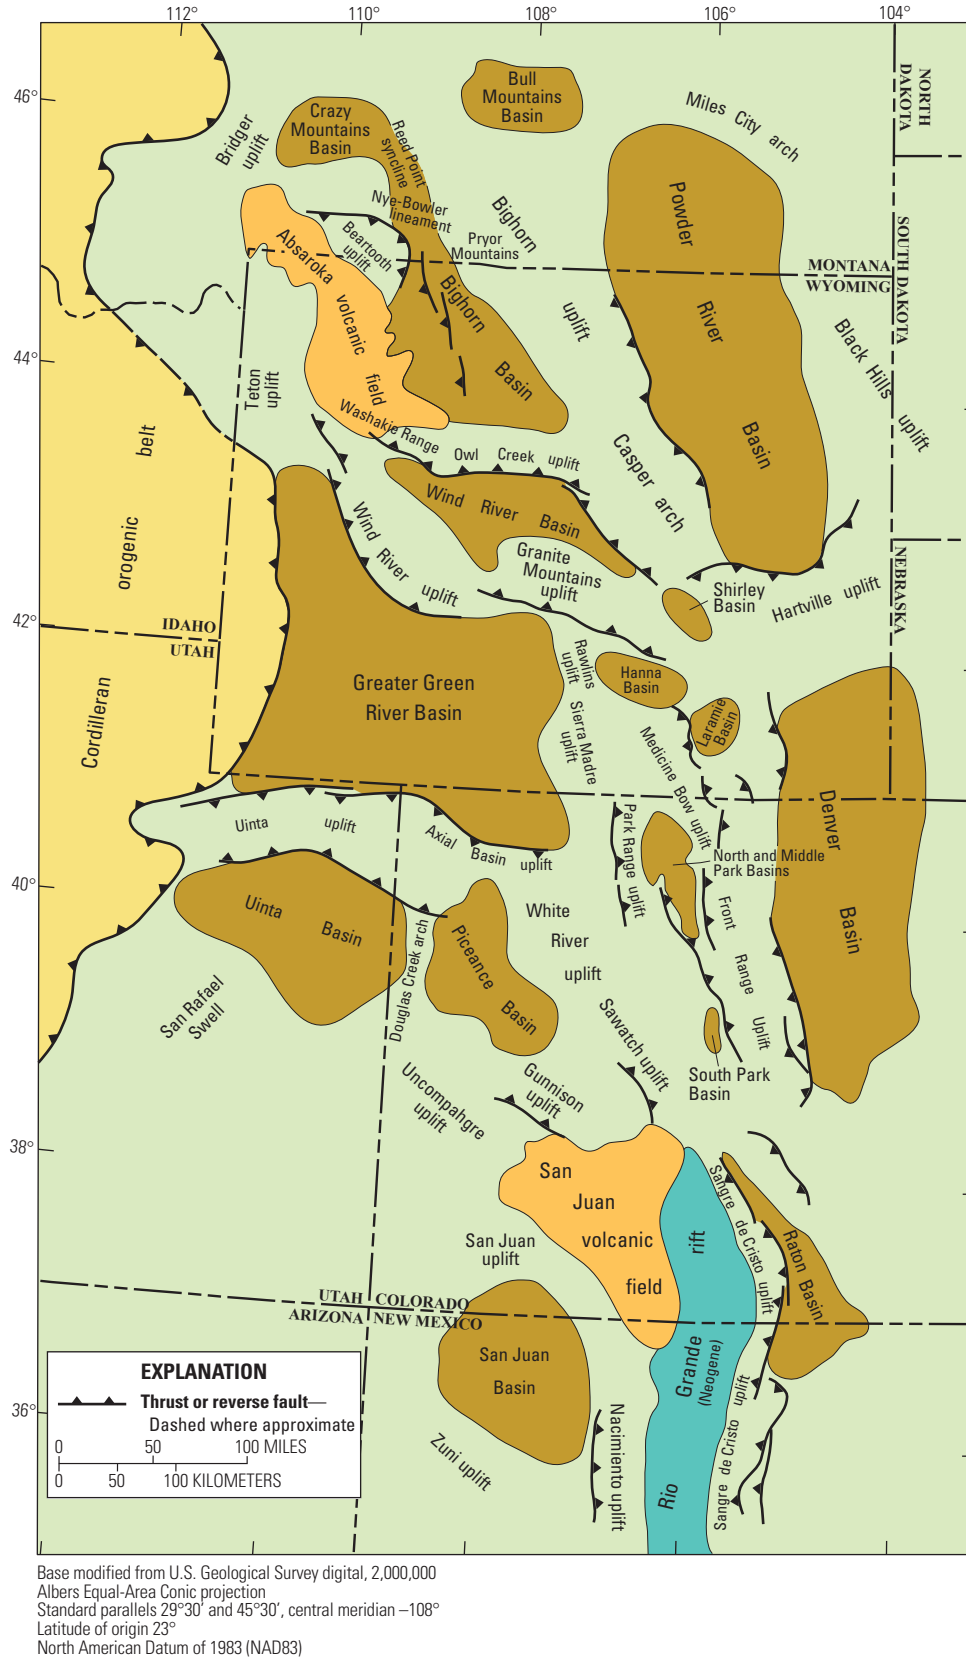 112°
110°
108°
106°
104°
46°
44°
42°
40°
38°
36°
NORTH
DAKOTA
SOUTH DAKOTA
Bull
Mountains
Basin
Miles City arch
Crazy
Mountains
Basin
Reed Point
syncline
Bridger
uplift
Nye-Bowler
lineament
Beartooth
uplift
Pryor
Mountains
Bighorn
uplift
Powder
River
Basin
MONTANA
WYOMING
Absaroka
volcanic
field
Bighorn
Basin
Black Hills
uplift
Teton
uplift
Washakie Range
Owl Creek uplift
Casper arch
Wind River Basin
Wind River uplift
Granite
Mountains
uplift
Shirley
Basin
Hartville uplift
NEBRASKA
Cordilleran
orogenic
belt
IDAHO
UTAH
Greater Green
River Basin
Rawlins
uplift
Hanna
Basin
Laramie
Basin
Sierra Madre
uplift
Medicine Bow uplift
Denver
Basin
Uinta uplift
Axial Basin uplift
Park Range uplift
North and Middle
Park Basins
Front
Range
Uplift
Uinta
Basin
Douglas Creek arch
Piceance
Basin
White
River
uplift
San Rafael
Swell
Sawatch uplift
South Park
Basin
Uncompahgre
uplift
Gunnison
uplift
San
Juan
volcanic
field
San Juan
uplift
Sangre de Cristo uplift
Raton Basin
rift
Grande
(Neogene)
Rio
UTAH
COLORADO
ARIZONA
NEW MEXICO
San Juan
Basin
Zuni uplift
Nacimiento uplift
Sangre de Cristo uplift
EXPLANATION
Thrust or reverse fault—
Dashed where approximate
0 50 100 MILES
0 50 100 KILOMETERS
Base modified from U.S. Geological Survey digital, 2,000,000
Albers Equal-Area Conic projection
Standard parallels 29°30' and 45°30', central meridian –108°
Latitude of origin 23°
North American Datum of 1983 (NAD83)